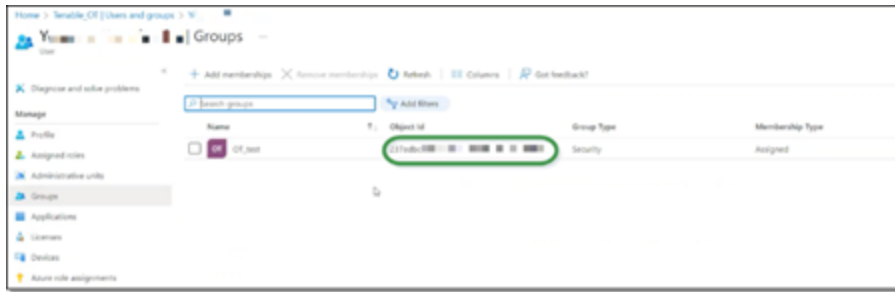 Home > Tenable_OT | Users and groups >
| Groups
User
Add memberships Remove memberships Refresh Columns Got feedback?
Diagnose and solve problems
Search groups
Add filters
Manage
Name Object Id Group Type Membership Type
Profile
OT OT_test Security Assigned
Assigned roles
Administrative units
Groups
Applications
Licenses
Devices
Azure role assignments